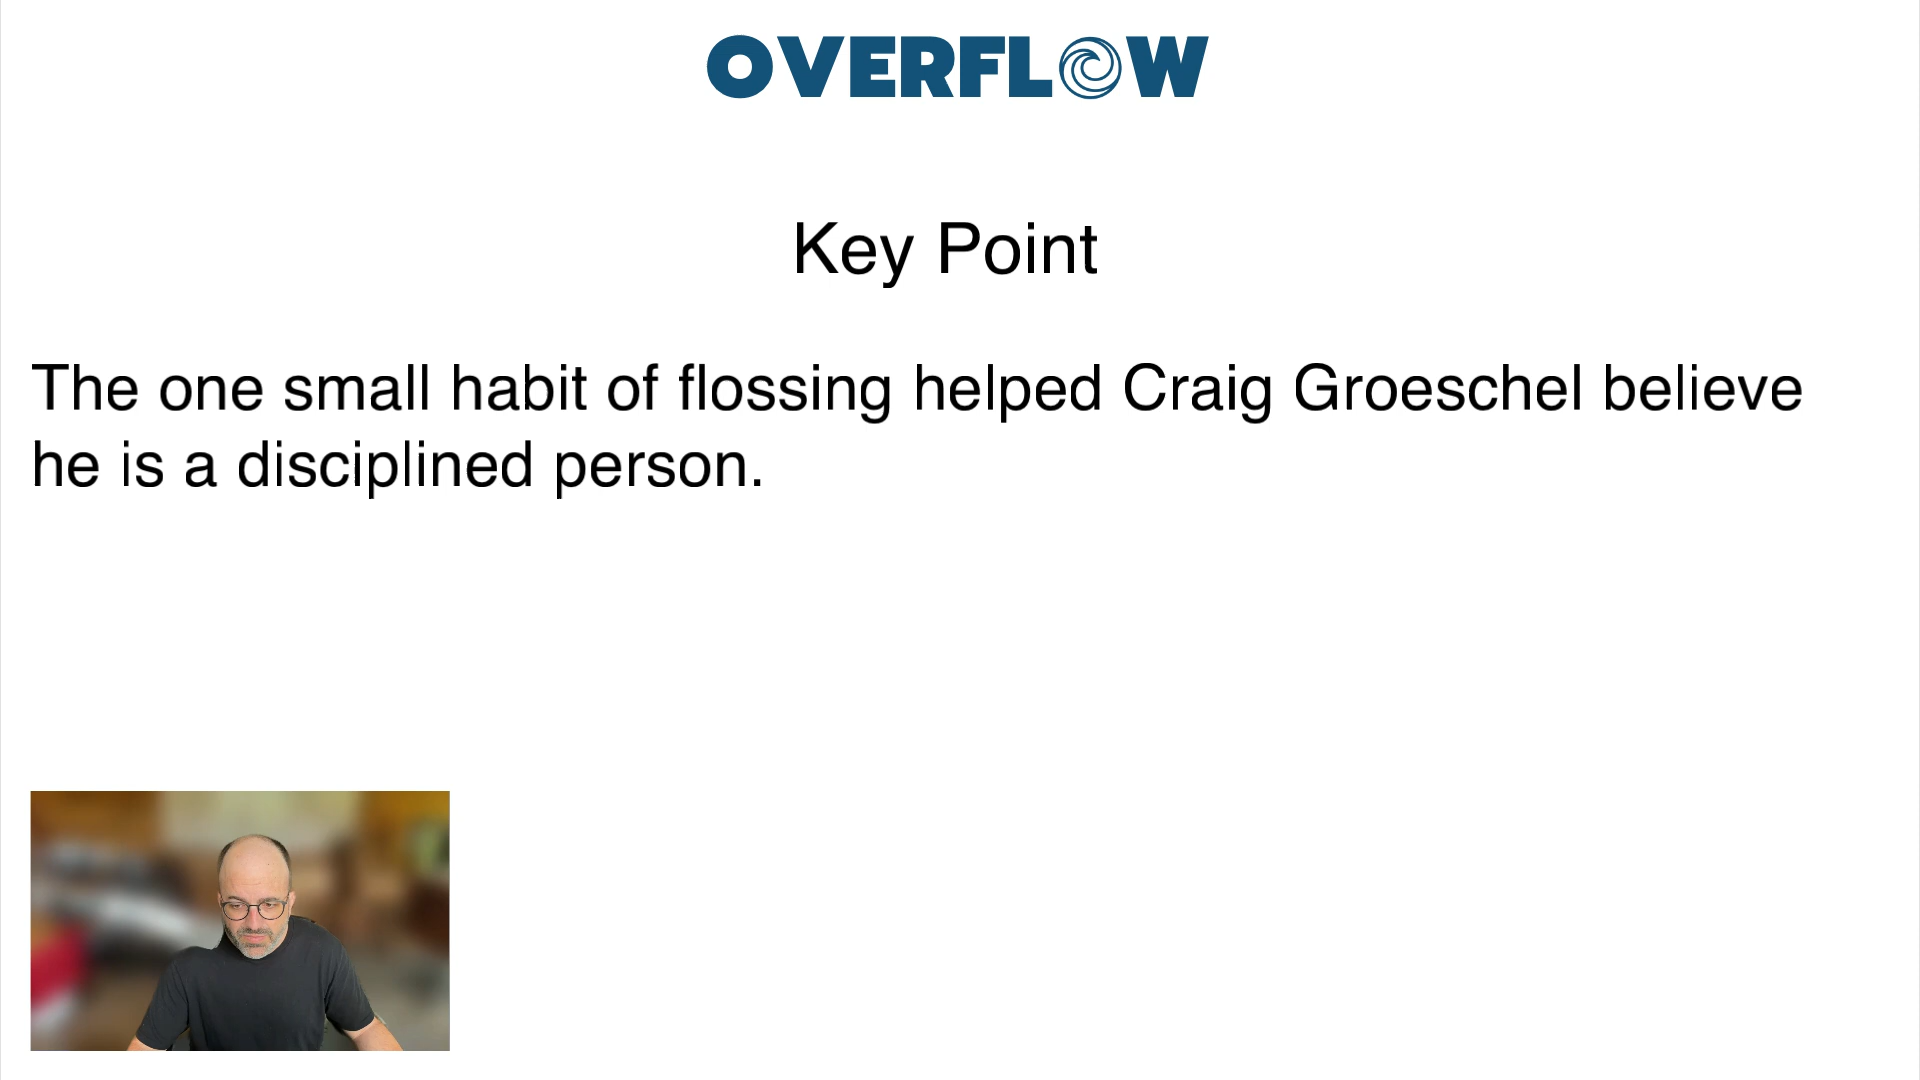 OVERFLOW
Key Point
The one small habit of flossing helped Craig Groeschel believe
he is a disciplined person.